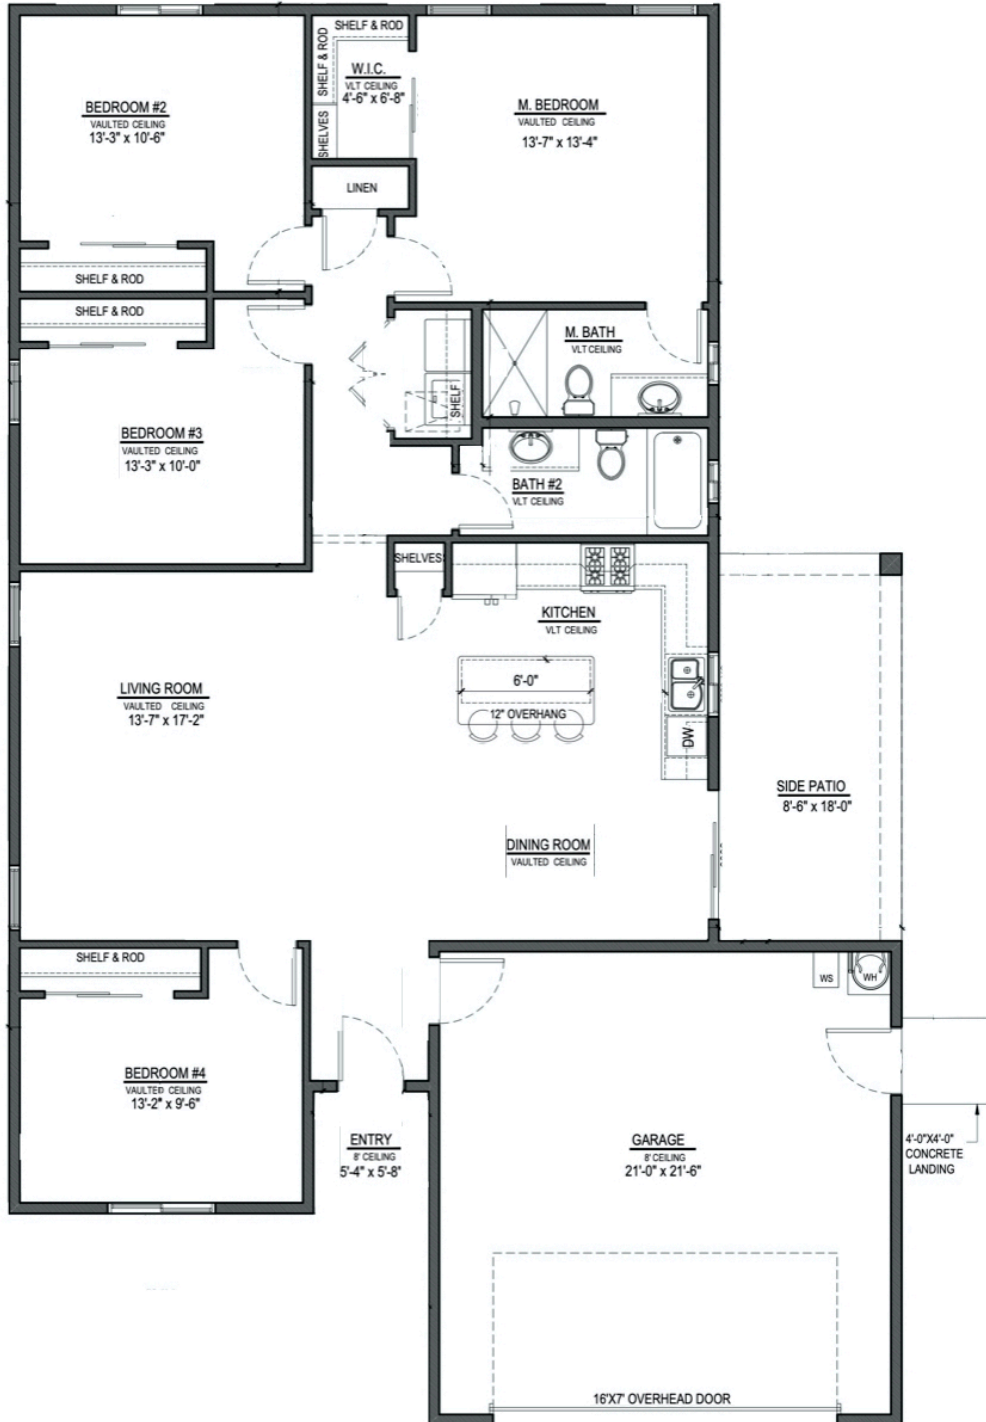 SHELF & ROD
SHELF & ROD
SHELVES
W.I.C.
VLT CEILING
4'-6" x 6'-8"
BEDROOM #2
VAULTED CEILING
13'-3" x 10'-6"
M. BEDROOM
VAULTED CEILING
13'-7" x 13'-4"
LINEN
SHELF & ROD
SHELF & ROD
M. BATH
VLT CEILING
SHELF
BEDROOM #3
VAULTED CEILING
13'-3" x 10'-0"
BATH #2
VLT CEILING
SHELVES
KITCHEN
VLT CEILING
6'-0"
12" OVERHANG
LIVING ROOM
VAULTED CEILING
13'-7" x 17'-2"
DW
SIDE PATIO
8'-6" x 18'-0"
DINING ROOM
VAULTED CEILING
SHELF & ROD
WS
WH
BEDROOM #4
VAULTED CEILING
13'-2" x 9'-6"
ENTRY
8' CEILING
5'-4" x 5'-8"
GARAGE
8' CEILING
21'-0" x 21'-6"
4'-0"X4'-0"
CONCRETE
LANDING
16'X7' OVERHEAD DOOR